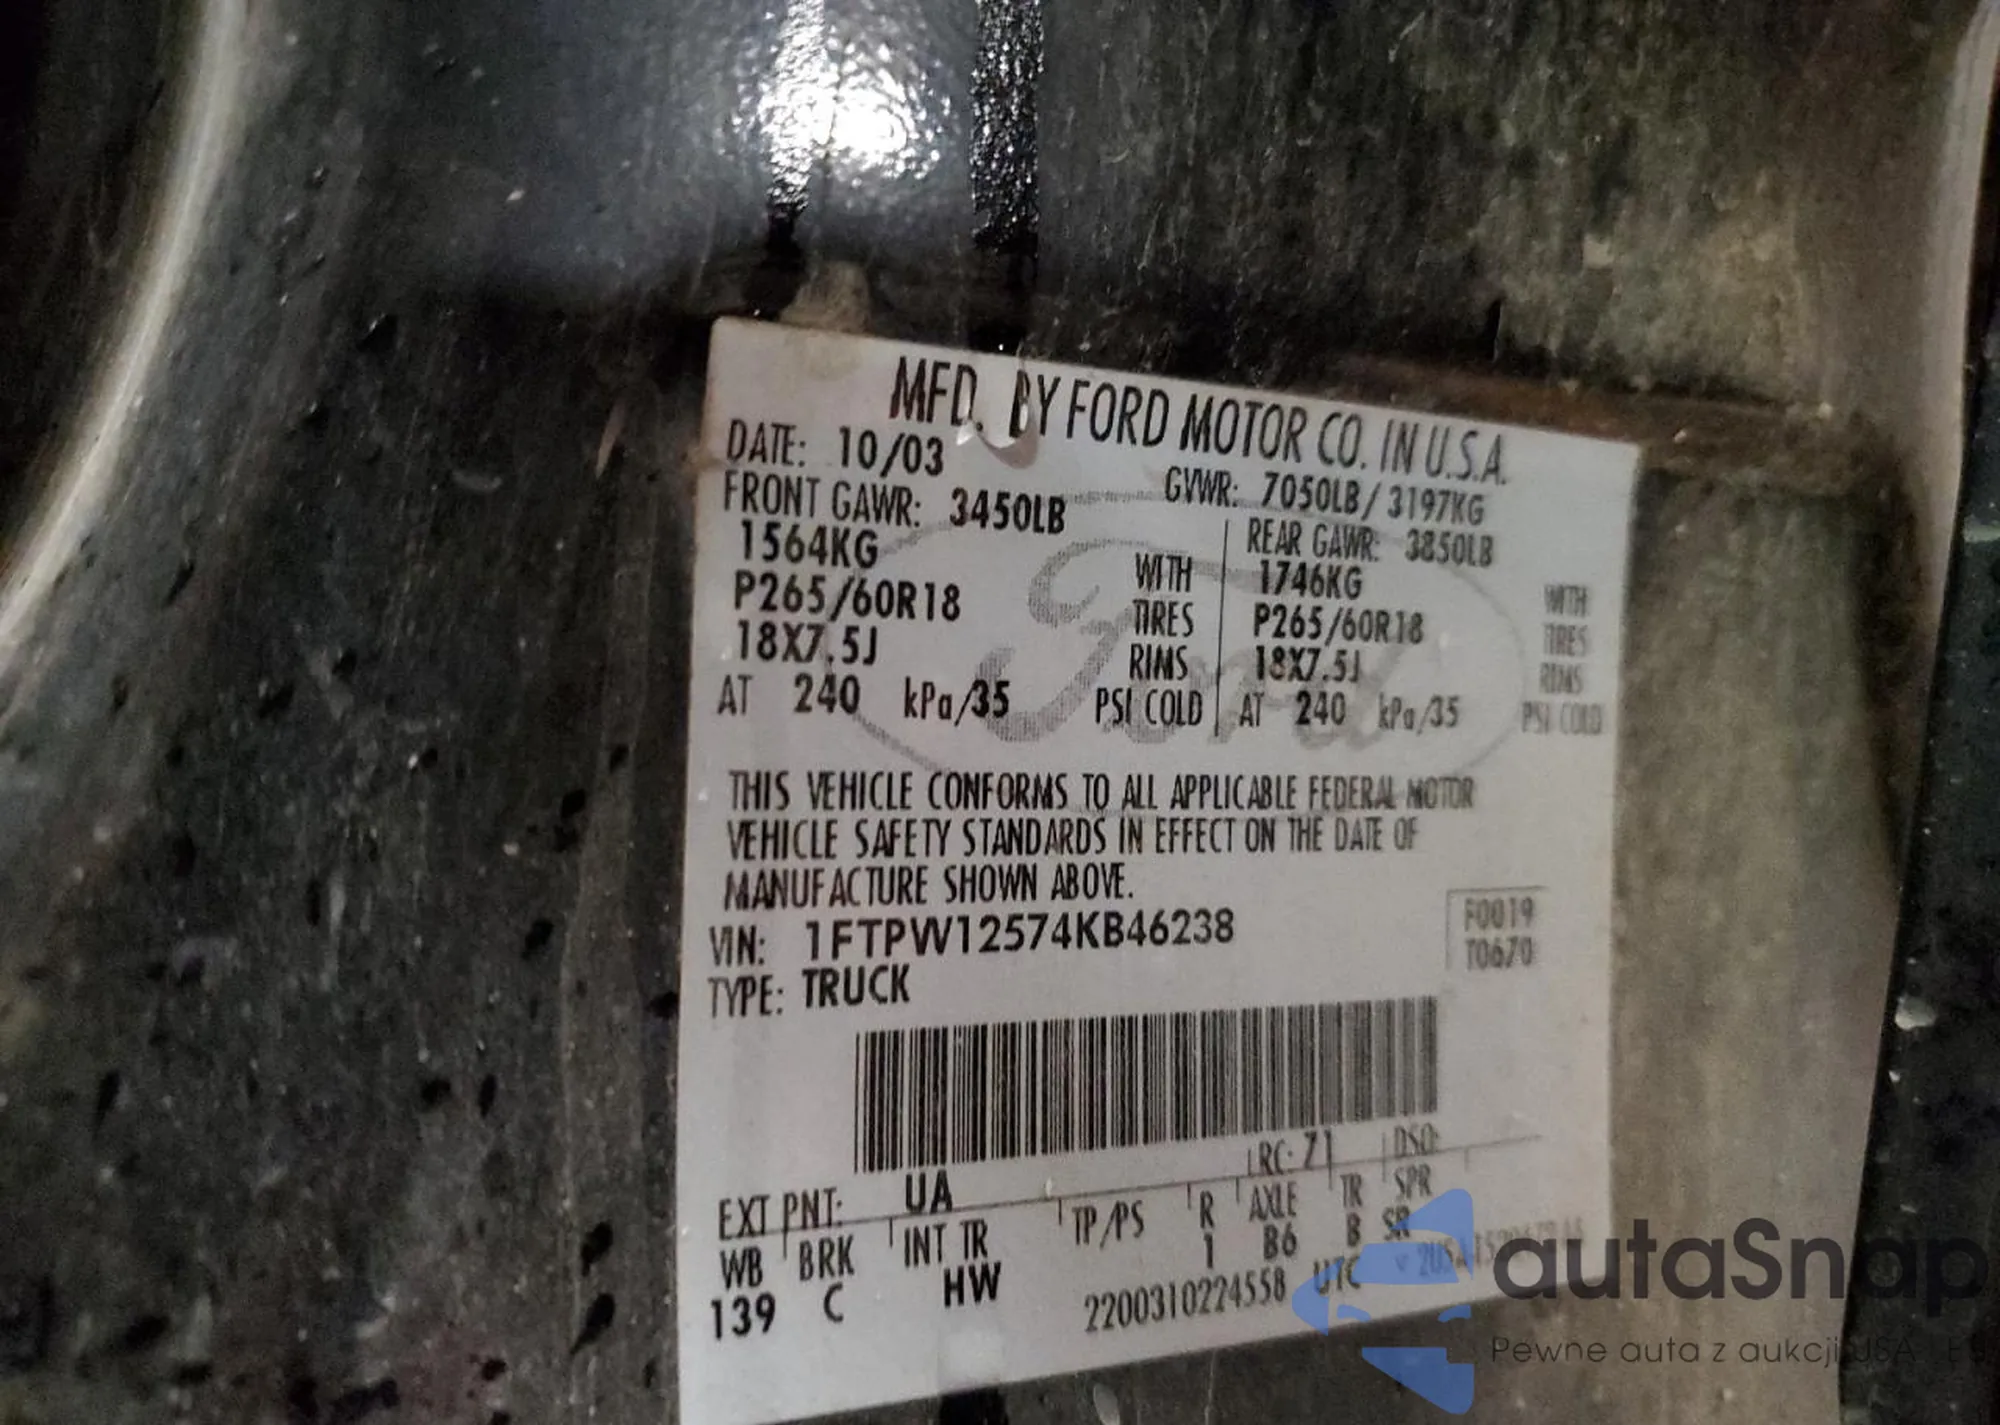 MFD. BY FORD MOTOR CO. IN U.S.A.
DATE: 10/03
GVWR: 7050LB/ 3197KG
FRONT GAWR: 3450LB
REAR GAWR: 3850LB
1564KG WITH
1746KG WITH
P265/60R18 TIRES
P265/60R18 TIRES
18X7.5J RIMS
18X7.5J RIMS
AT 240 kPa/35 PSI COLD
AT 240 kPa/35 PSI COLD
Ford
THIS VEHICLE CONFORMS TO ALL APPLICABLE FEDERAL MOTOR
VEHICLE SAFETY STANDARDS IN EFFECT ON THE DATE OF
MANUFACTURE SHOWN ABOVE.
VIN: 1FTPW12574KB46238
F0019
T0670
TYPE: TRUCK
EXT PNT: UA RC: 71 DSO:
WB BRK INT TR TP/PS R AXLE TR SPR
139 C HW 1 B6 B SR
2200310224558 UTC
autaSnap
Pewne auta z aukcji USA